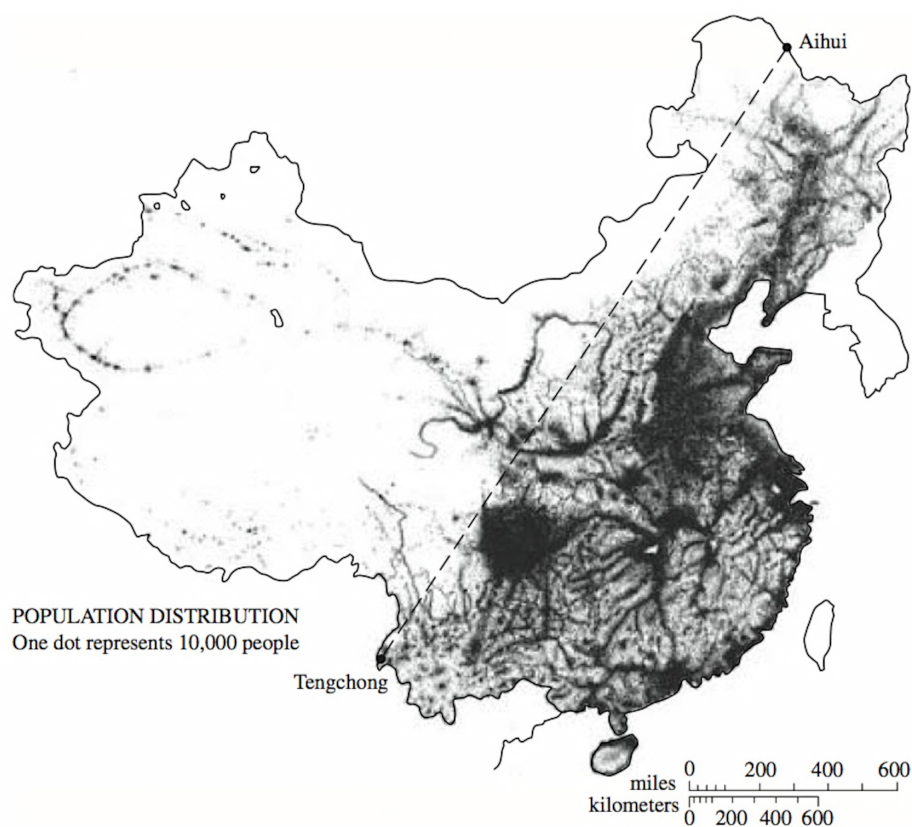 Aihui
POPULATION DISTRIBUTION
One dot represents 10,000 people
Tengchong
0 200 400 600
miles
kilometers
0 200 400 600